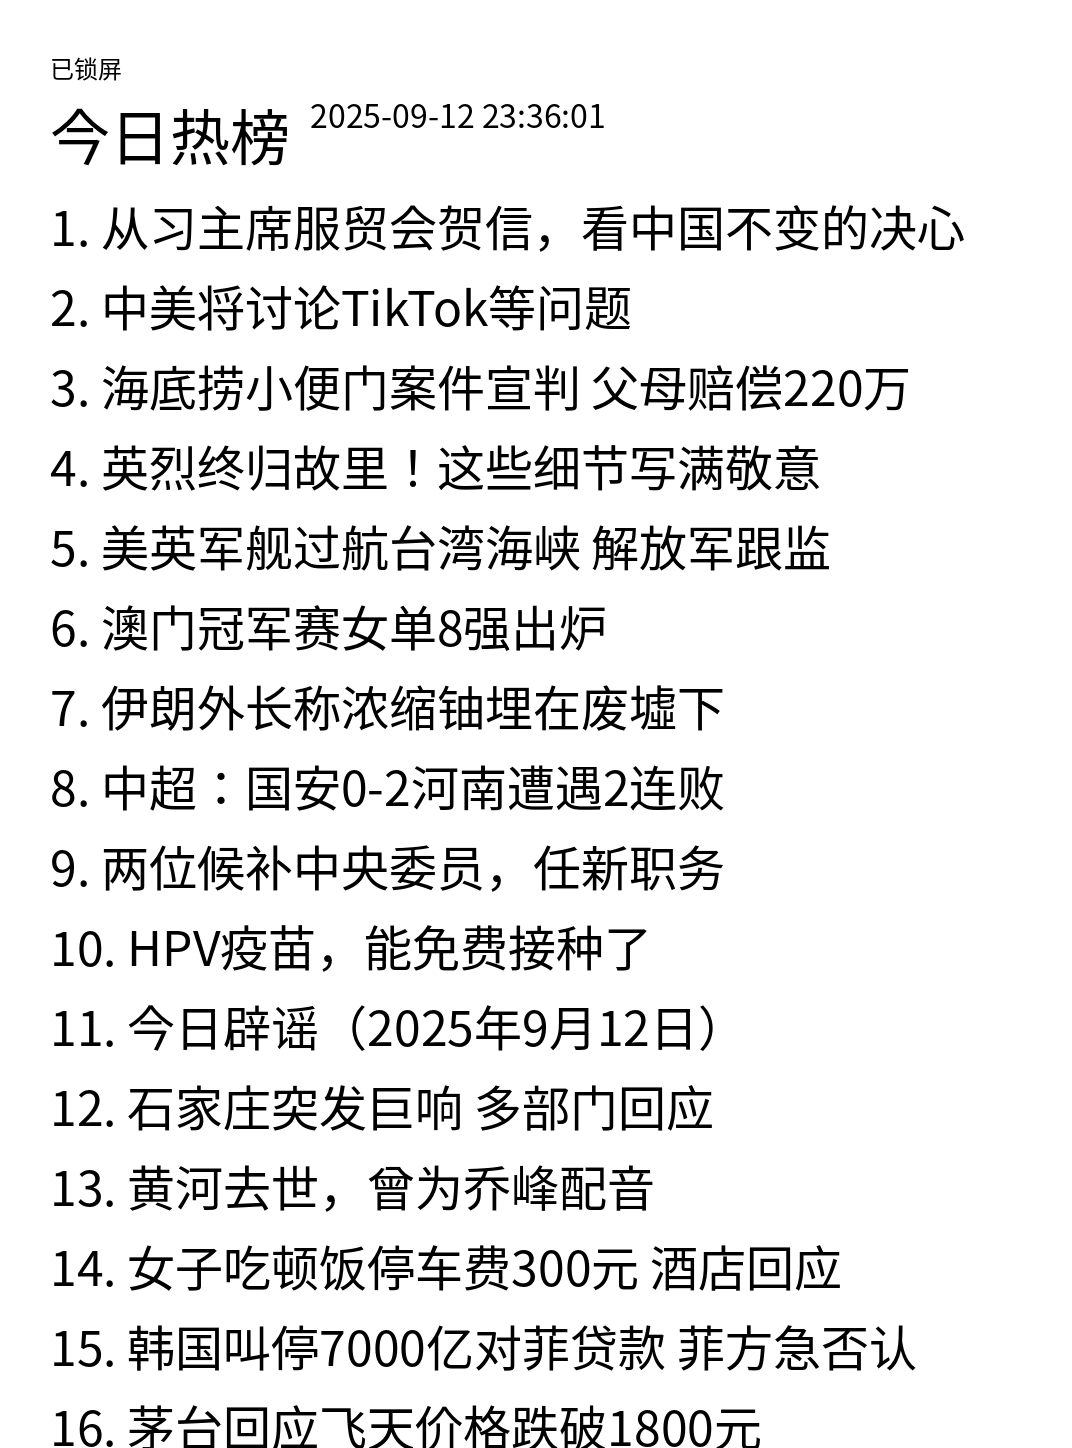 已锁屏
今日热榜 2025-09-12 23:36:01
1. 从习主席服贸会贺信，看中国不变的决心
2. 中美将讨论TikTok等问题
3. 海底捞小便门案件宣判 父母赔偿220万
4. 英烈终归故里！这些细节写满敬意
5. 美英军舰过航台湾海峡 解放军跟监
6. 澳门冠军赛女单8强出炉
7. 伊朗外长称浓缩铀埋在废墟下
8. 中超：国安0-2河南遭遇2连败
9. 两位候补中央委员，任新职务
10. HPV疫苗，能免费接种了
11. 今日辟谣（2025年9月12日）
12. 石家庄突发巨响 多部门回应
13. 黄河去世，曾为乔峰配音
14. 女子吃顿饭停车费300元 酒店回应
15. 韩国叫停7000亿对菲贷款 菲方急否认
16. 茅台回应飞天价格跌破1800元